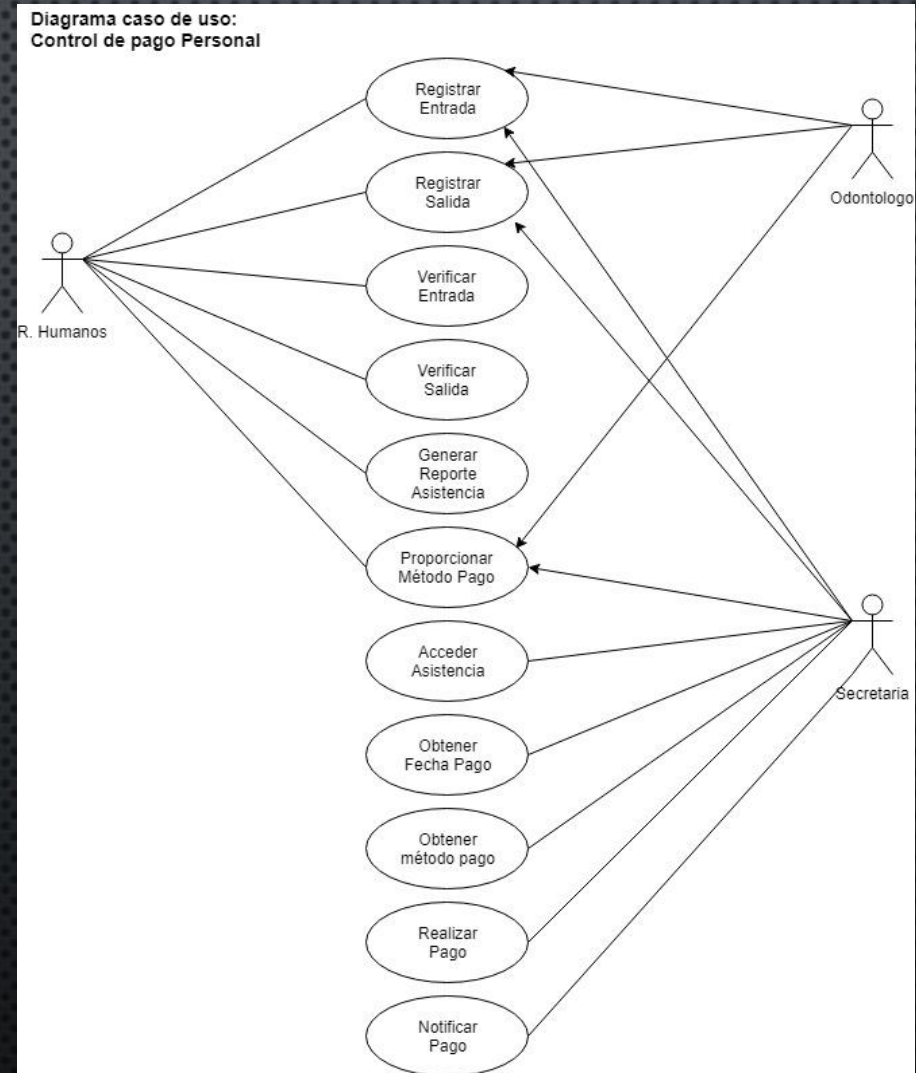 Diagrama caso de uso:
Control de pago Personal
Registrar
Entrada
Registrar
Salida
Odontologo
Verificar
Entrada
R. Humanos
Verificar
Salida
Generar
Reporte
Asistencia
Proporcionar
Método Pago
Acceder
Asistencia
Secretaria
Obtener
Fecha Pago
Obtener
método pago
Realizar
Pago
Notificar
Pago